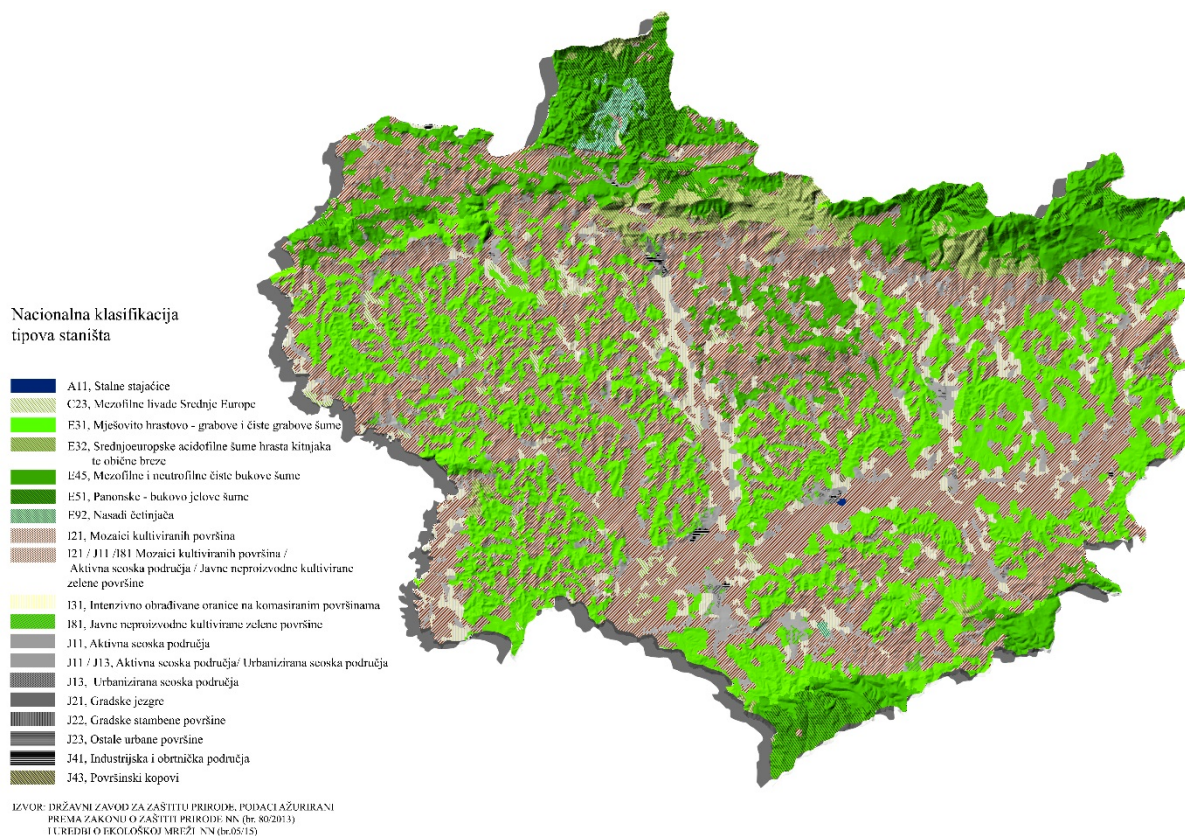 Nacionalna klasifikacija
tipova staništa
A11, Stalne stajaćice
C23, Mezofilne livade Srednje Europe
E31, Mješovito hrastovo - grabove i čiste grabove šume
E32, Srednjoeuropske acidofilne šume hrasta kitnjaka
te obične breze
E45, Mezofilne i neutrofilne čiste bukove šume
E51, Panonske - bukovo jelove šume
E92, Nasadi četinjača
I21, Mozaici kultiviranih površina
I21 / J11 /I81 Mozaici kultiviranih površina /
Aktivna seoska područja / Javne neproizvodne kultivirane
zelene površine
I31, Intenzivno obrađivane oranice na komasiranim površinama
I81, Javne neproizvodne kultivirane zelene površine
J11, Aktivna seoska područja
J11 / J13, Aktivna seoska područja/ Urbanizirana seoska područja
J13, Urbanizirana seoska područja
J21, Gradske jezgre
J22, Gradske stambene površine
J23, Ostale urbane površine
J41, Industrijska i obrtnička područja
J43, Površinski kopovi
IZVOR: DRŽAVNI ZAVOD ZA ZAŠTITU PRIRODE, PODACI AŽURIRANI
PREMA ZAKONU O ZAŠTITI PRIRODE NN (br. 80/2013)
I UREDBI O EKOLOŠKOJ MREŽI NN (br.05/15)